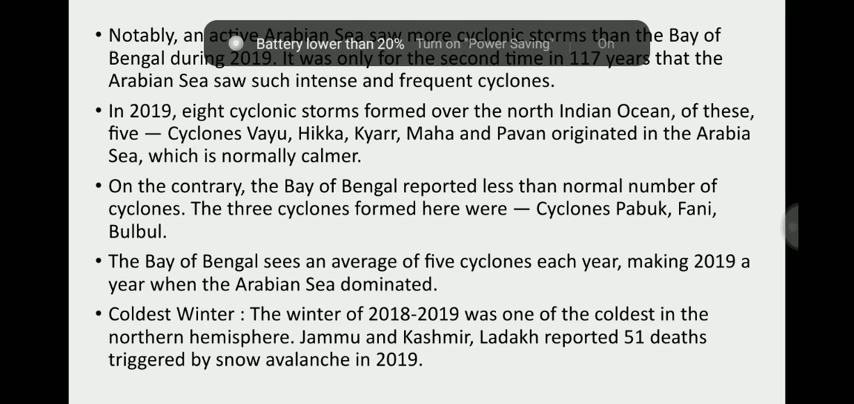 • Notably, an active Arabian Sea saw more cyclonic storms than the Bay of
Battery lower than 20% Turn on "Power Saving" On
Bengal during 2019. It was only for the second time in 117 years that the
Arabian Sea saw such intense and frequent cyclones.
• In 2019, eight cyclonic storms formed over the north Indian Ocean, of these,
five — Cyclones Vayu, Hikka, Kyarr, Maha and Pavan originated in the Arabia
Sea, which is normally calmer.
• On the contrary, the Bay of Bengal reported less than normal number of
cyclones. The three cyclones formed here were — Cyclones Pabuk, Fani,
Bulbul.
• The Bay of Bengal sees an average of five cyclones each year, making 2019 a
year when the Arabian Sea dominated.
• Coldest Winter : The winter of 2018-2019 was one of the coldest in the
northern hemisphere. Jammu and Kashmir, Ladakh reported 51 deaths
triggered by snow avalanche in 2019.